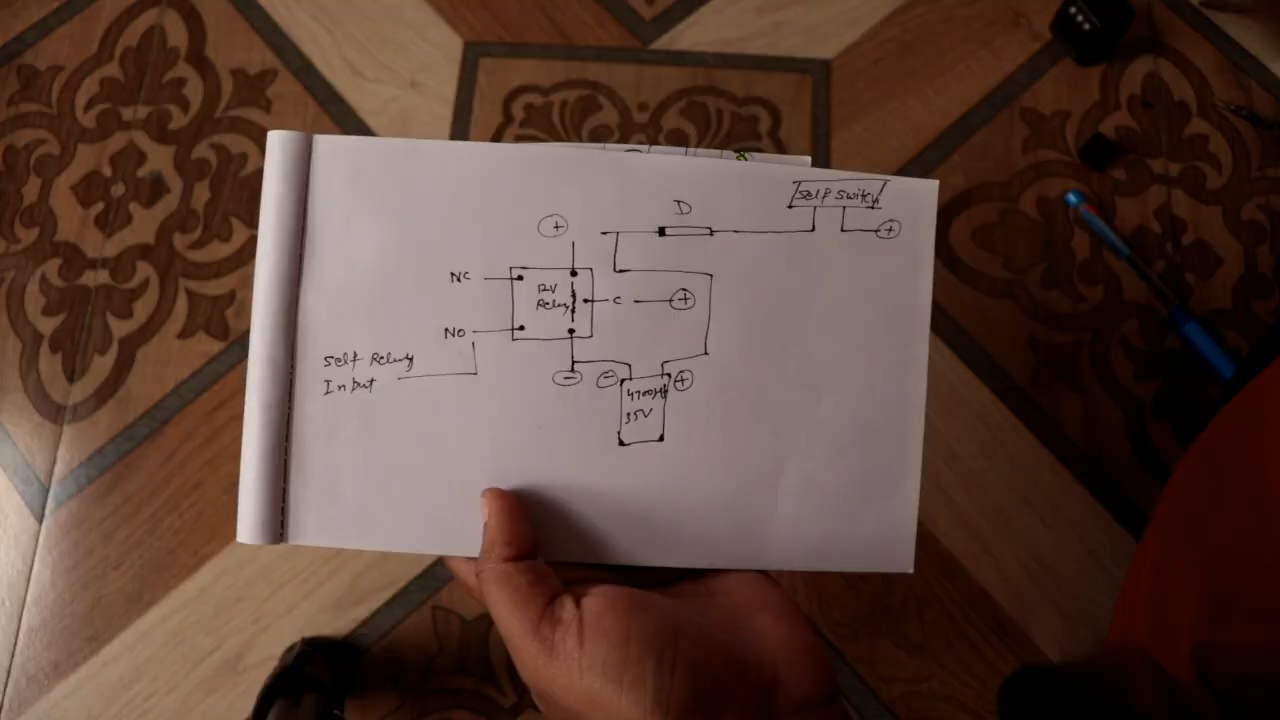 Self Switch
D
+
+
NC
12V
Relay
C
+
NO
Self Relay
Input
-
-
+
4700µf
35V